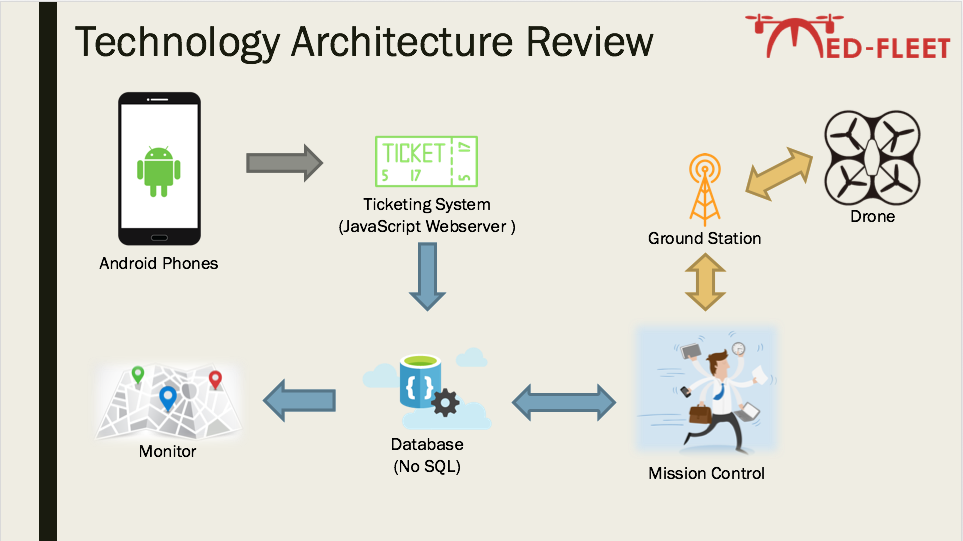 Technology Architecture Review
ED-FLEET
TICKET
5 17
17
5
Ticketing System
(JavaScript Webserver )
Android Phones
Ground Station
Drone
Monitor
{ }
Database
(No SQL)
Mission Control